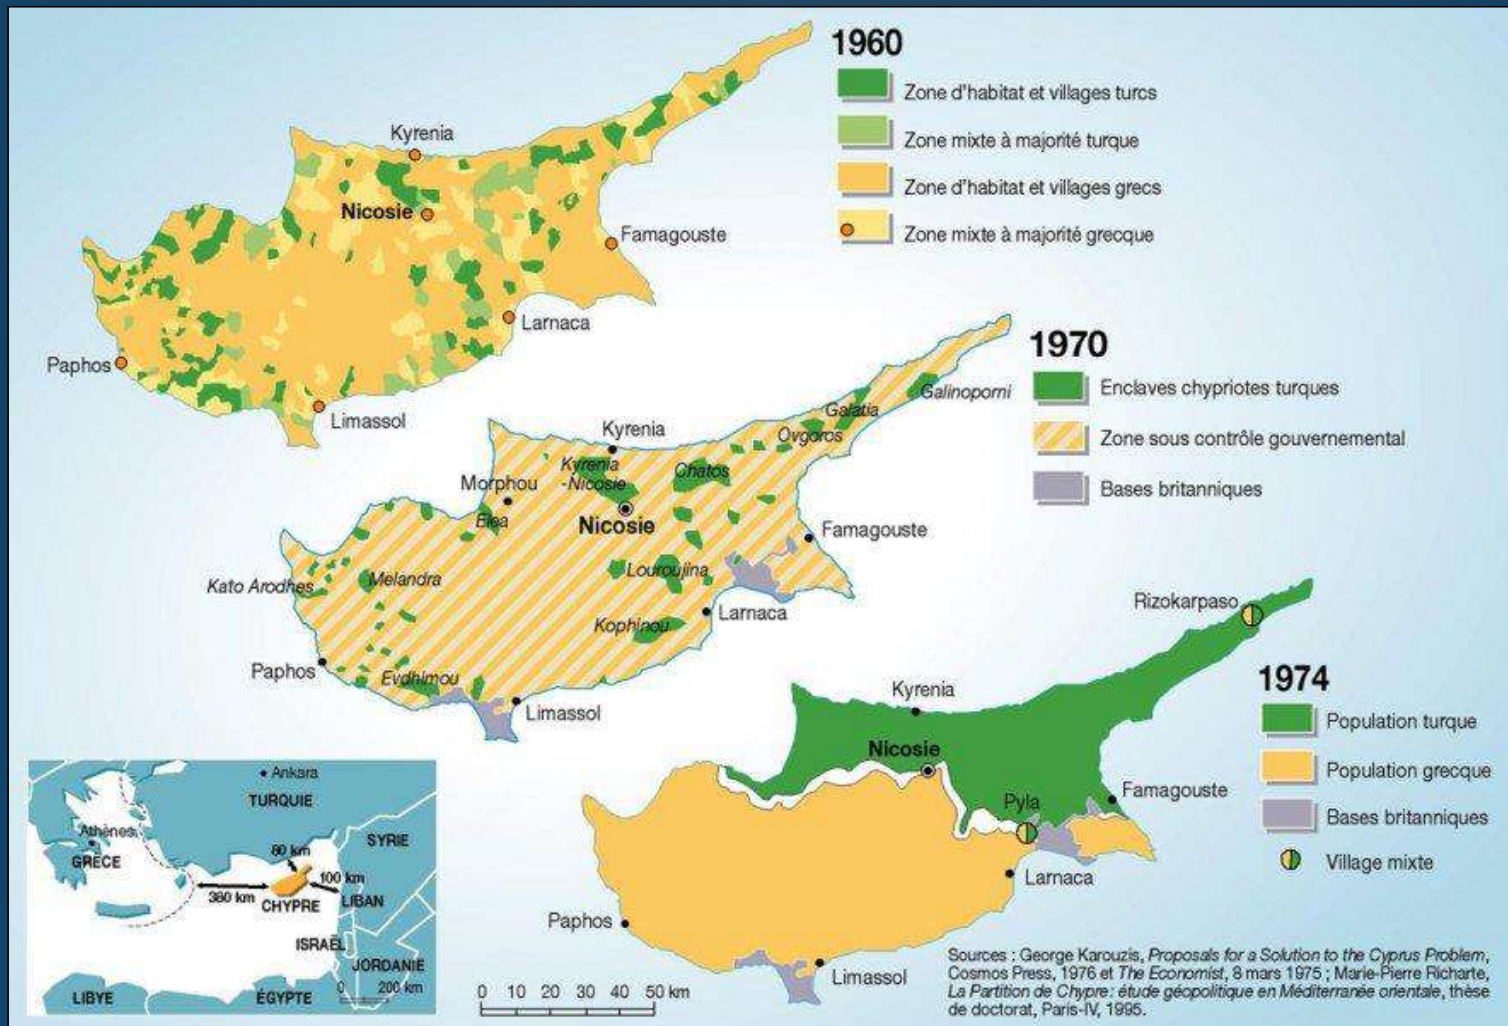 1960
Zone d'habitat et villages turcs
Zone mixte à majorité turque
Zone d'habitat et villages grecs
Zone mixte à majorité grecque
Kyrenia
Nicosie
Famagouste
Larnaca
Paphos
Limassol
1970
Enclaves chypriotes turques
Zone sous contrôle gouvernemental
Bases britanniques
Galinoporni
Galatia
Ovgoros
Kyrenia
Kyrenia
-Nicosie
Chatos
Morphou
Elea
Nicosie
Famagouste
Kato Arodhes
Melandra
Louroujina
Larnaca
Kophinou
Paphos
Evdhimou
Limassol
1974
Population turque
Population grecque
Bases britanniques
Village mixte
Rizokarpaso
Kyrenia
Nicosie
Famagouste
Pyla
Larnaca
Paphos
Limassol
Ankara
TURQUIE
Athènes
GRÈCE
SYRIE
80 km
100 km
380 km
CHYPRE
LIBAN
ISRAËL
JORDANIE
LIBYE
ÉGYPTE
0 200 km
0 10 20 30 40 50 km
Sources : George Karouzis, Proposals for a Solution to the Cyprus Problem,
Cosmos Press, 1976 et The Economist, 8 mars 1975 ; Marie-Pierre Richarte,
La Partition de Chypre : étude géopolitique en Méditerranée orientale, thèse
de doctorat, Paris-IV, 1995.